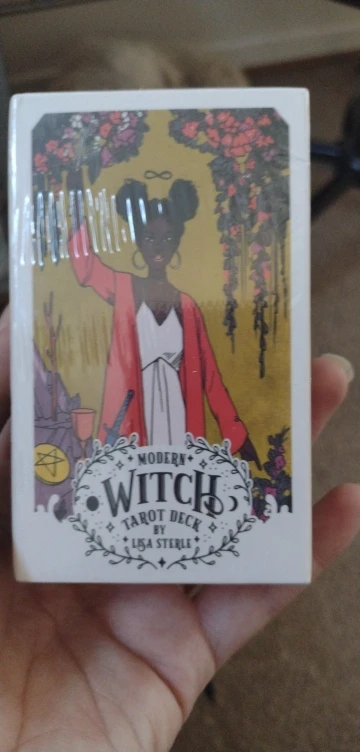 MODERN
WITCH
TAROT DECK
BY
LISA STERLE